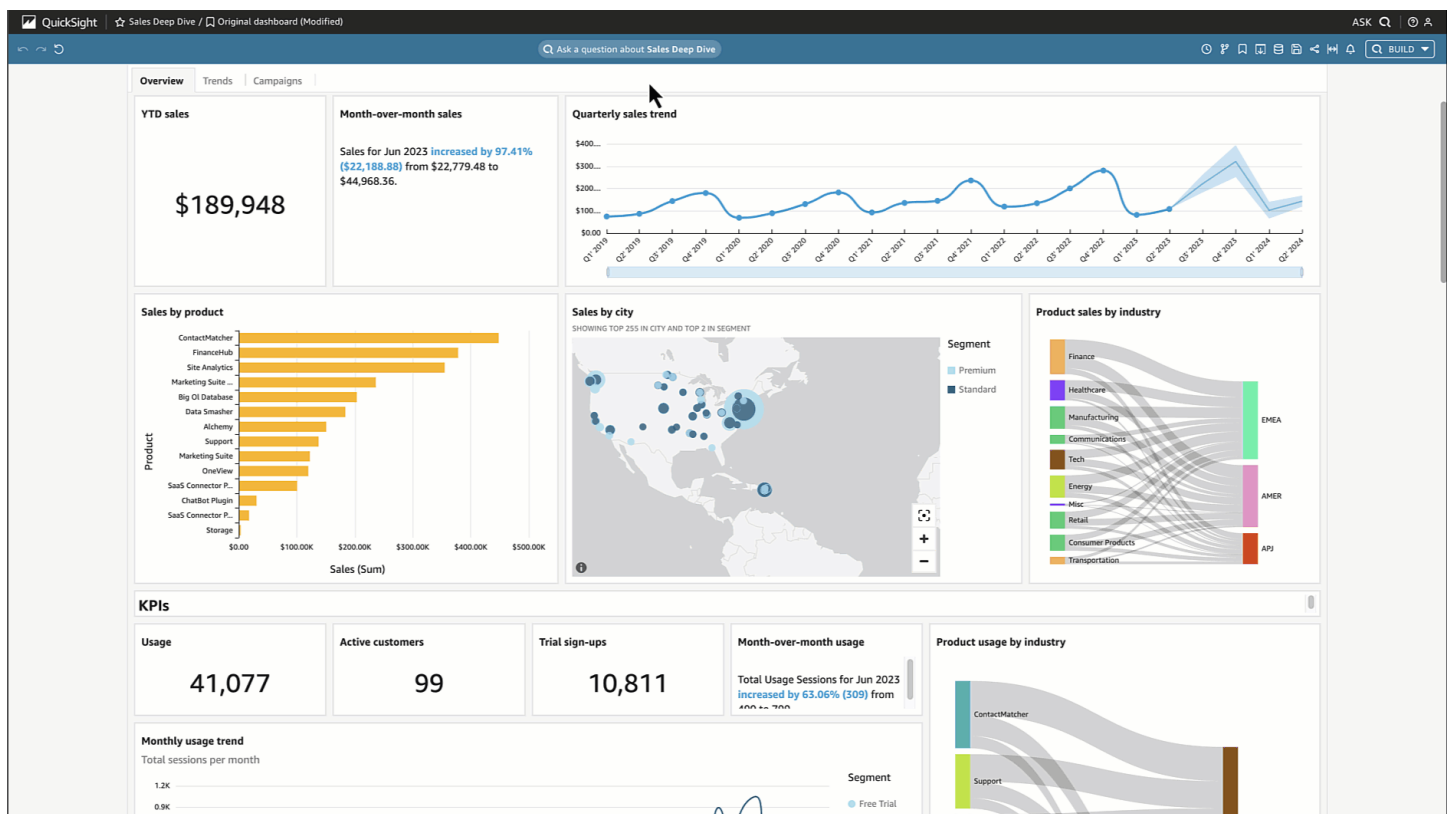 QuickSight
Sales Deep Dive / Original dashboard (Modified)
ASK
Ask a question about Sales Deep Dive
BUILD
Overview
Trends
Campaigns
YTD sales
$189,948
Month-over-month sales
Sales for Jun 2023 increased by 97.41%
($22,188.88) from $22,779.48 to
$44,968.36.
Quarterly sales trend
$400...
$300...
$200...
$100...
$0.00
Q1' 2019
Q2' 2019
Q3' 2019
Q4' 2019
Q1' 2020
Q2' 2020
Q3' 2020
Q4' 2020
Q1' 2021
Q2' 2021
Q3' 2021
Q4' 2021
Q1' 2022
Q2' 2022
Q3' 2022
Q4' 2022
Q1' 2023
Q2' 2023
Q3' 2023
Q4' 2023
Q1' 2024
Q2' 2024
Sales by product
Product
ContactMatcher
FinanceHub
Site Analytics
Marketing Suite ...
Big Ol Database
Data Smasher
Alchemy
Support
Marketing Suite
OneView
SaaS Connector P...
ChatBot Plugin
SaaS Connector P...
Storage
$0.00
$100.00K
$200.00K
$300.00K
$400.00K
$500.00K
Sales (Sum)
Sales by city
SHOWING TOP 255 IN CITY AND TOP 2 IN SEGMENT
Segment
Premium
Standard
Product sales by industry
Finance
Healthcare
Manufacturing
Communications
Tech
Energy
Misc
Retail
Consumer Products
Transportation
EMEA
AMER
APJ
KPIs
Usage
41,077
Active customers
99
Trial sign-ups
10,811
Month-over-month usage
Total Usage Sessions for Jun 2023
increased by 63.06% (309) from
Product usage by industry
ContactMatcher
Support
Monthly usage trend
Total sessions per month
1.2K
0.9K
Segment
Free Trial